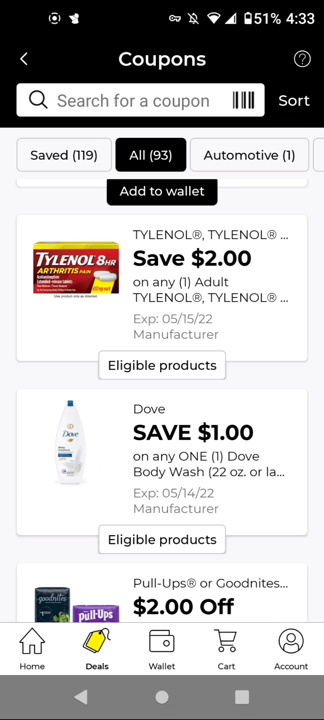 51% 4:33
Coupons
Search for a coupon
Sort
Saved (119)
All (93)
Automotive (1)
Add to wallet
TYLENOL®, TYLENOL® ...
Save $2.00
on any (1) Adult
TYLENOL®, TYLENOL® ...
Exp: 05/15/22
Manufacturer
TYLENOL 8HR
ARTHRITIS PAIN
Eligible products
Dove
SAVE $1.00
on any ONE (1) Dove
Body Wash (22 oz. or la...
Exp: 05/14/22
Manufacturer
Dove
Eligible products
Pull-Ups® or Goodnites...
$2.00 Off
goodnites
Pull-Ups
Home
Deals
Wallet
Cart
Account